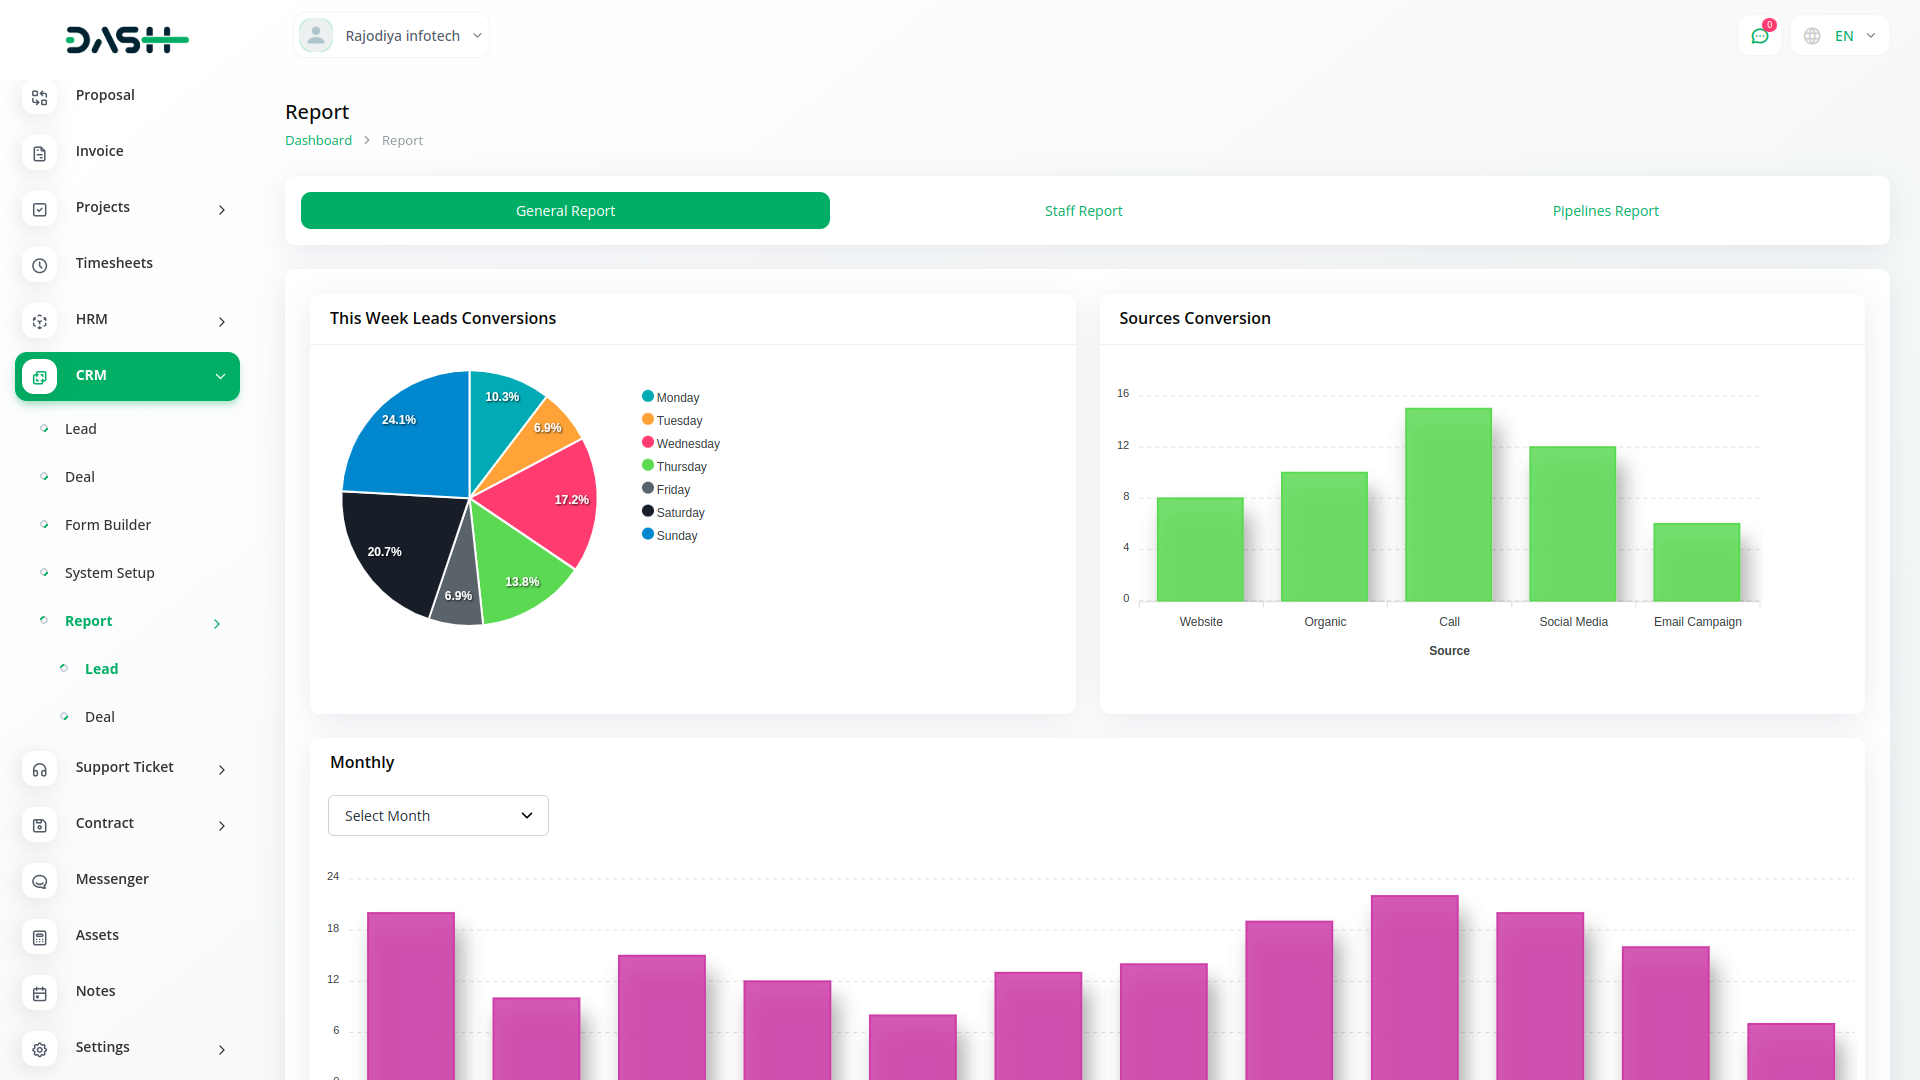 DASH
Rajodiya infotech
0
EN
Proposal
Invoice
Projects
Timesheets
HRM
CRM
Lead
Deal
Form Builder
System Setup
Report
Lead
Deal
Support Ticket
Contract
Messenger
Assets
Notes
Settings
Report
Dashboard > Report
General Report
Staff Report
Pipelines Report
This Week Leads Conversions
10.3%
6.9%
17.2%
13.8%
6.9%
20.7%
24.1%
Monday
Tuesday
Wednesday
Thursday
Friday
Saturday
Sunday
Sources Conversion
16
12
8
4
0
Website
Organic
Call
Social Media
Email Campaign
Source
Monthly
Select Month
24
18
12
6